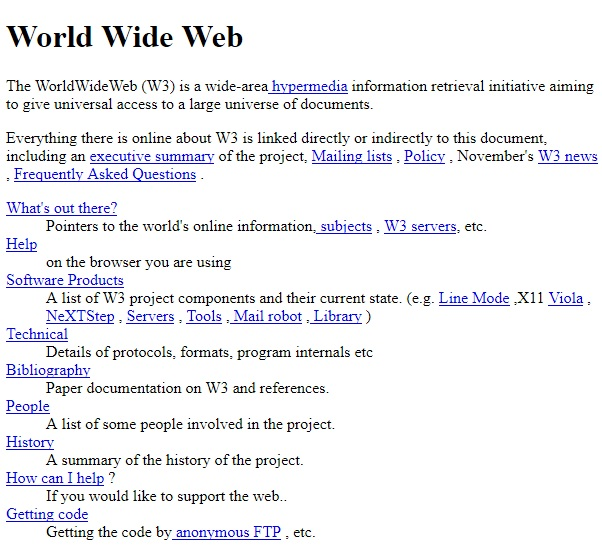 World Wide Web
The WorldWideWeb (W3) is a wide-area hypermedia information retrieval initiative aiming
to give universal access to a large universe of documents.
Everything there is online about W3 is linked directly or indirectly to this document,
including an executive summary of the project, Mailing lists , Policy , November's W3 news
, Frequently Asked Questions .
What's out there?
Pointers to the world's online information, subjects , W3 servers, etc.
Help
on the browser you are using
Software Products
A list of W3 project components and their current state. (e.g. Line Mode ,X11 Viola ,
NeXTStep , Servers , Tools , Mail robot , Library )
Technical
Details of protocols, formats, program internals etc
Bibliography
Paper documentation on W3 and references.
People
A list of some people involved in the project.
History
A summary of the history of the project.
How can I help ?
If you would like to support the web..
Getting code
Getting the code by anonymous FTP , etc.